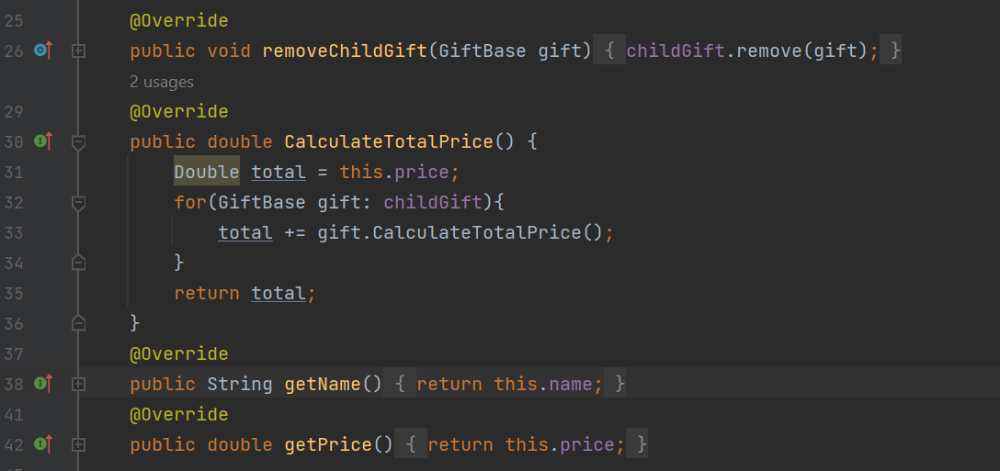 25 @Override
26 public void removeChildGift(GiftBase gift) { childGift.remove(gift); }
2 usages
29 @Override
30 public double CalculateTotalPrice() {
31 Double total = this.price;
32 for(GiftBase gift: childGift){
33 total += gift.CalculateTotalPrice();
34 }
35 return total;
36 }
37 @Override
38 public String getName() { return this.name; }
41 @Override
42 public double getPrice() { return this.price; }